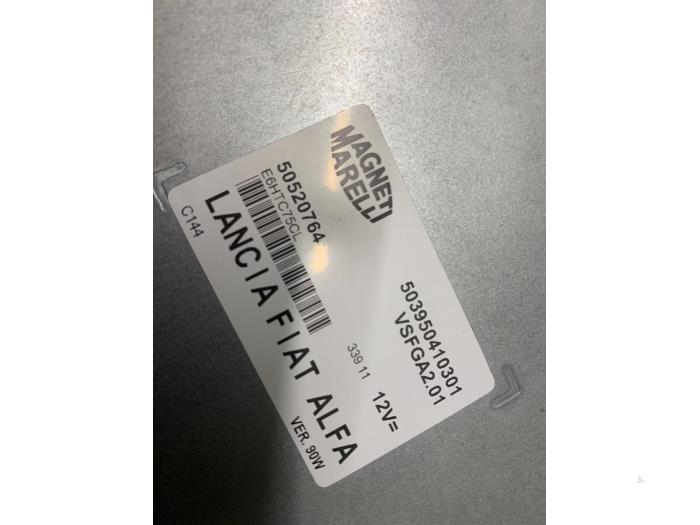 MAGNETI
MARELLI
503950410301
VSFGA2.01
50520764
E6HTC75CL
339 11
12V=
LANCIA FIAT ALFA
C144
VER. 90W